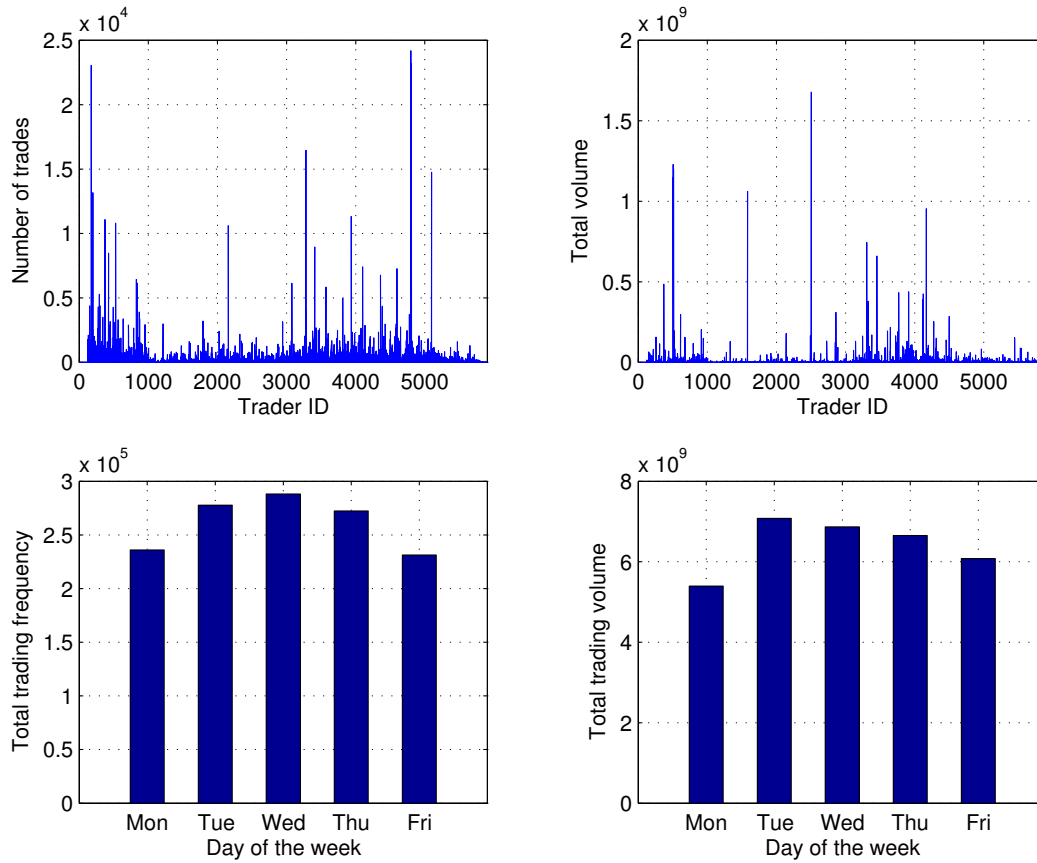 x 10^4
2.5
2
1.5
1
0.5
0
0 1000 2000 3000 4000 5000
Trader ID
Number of trades
x 10^9
2
1.5
1
0.5
0
0 1000 2000 3000 4000 5000
Trader ID
Total volume
x 10^5
3
2.5
2
1.5
1
0.5
0
Mon Tue Wed Thu Fri
Day of the week
Total trading frequency
x 10^9
8
6
4
2
0
Mon Tue Wed Thu Fri
Day of the week
Total trading volume